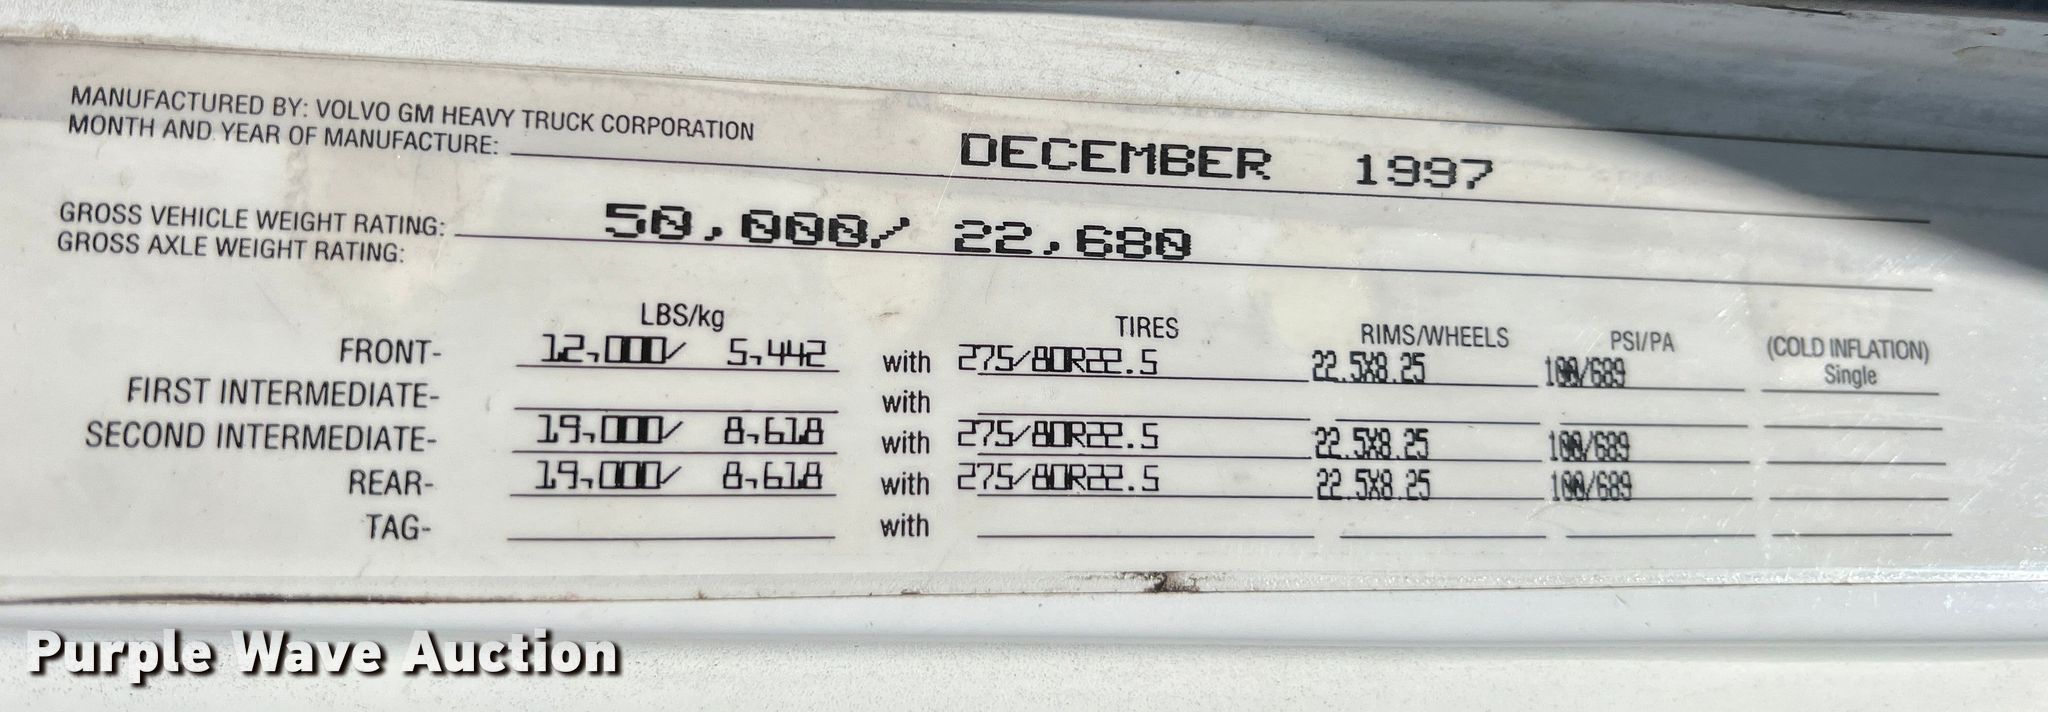 MANUFACTURED BY: VOLVO GM HEAVY TRUCK CORPORATION
MONTH AND YEAR OF MANUFACTURE: DECEMBER 1997
GROSS VEHICLE WEIGHT RATING: 50,000/ 22,680
GROSS AXLE WEIGHT RATING:
LBS/kg TIRES RIMS/WHEELS PSI/PA (COLD INFLATION)
FRONT- 12,000/ 5,442 with 275/80R22.5 22.5X8.25 100/689 Single
FIRST INTERMEDIATE- with
SECOND INTERMEDIATE- 19,000/ 8,618 with 275/80R22.5 22.5X8.25 100/689
REAR- 19,000/ 8,618 with 275/80R22.5 22.5X8.25 100/689
TAG- with
Purple Wave Auction